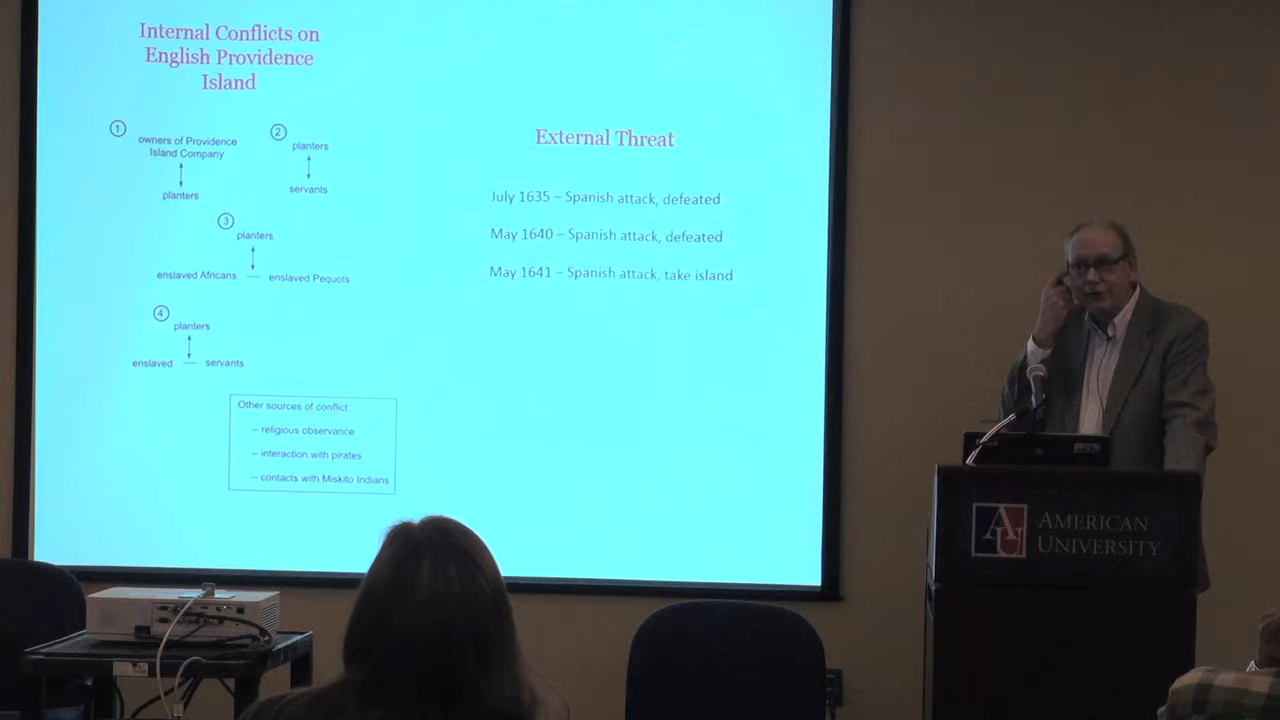 Internal Conflicts on
English Providence
Island
1
owners of Providence
Island Company
planters
2
planters
servants
3
planters
enslaved Africans — enslaved Pequots
4
planters
enslaved — servants
Other sources of conflict
– religious observance
– interaction with pirates
– contacts with Miskito Indians
External Threat
July 1635 – Spanish attack, defeated
May 1640 – Spanish attack, defeated
May 1641 – Spanish attack, take island
AU
AMERICAN
UNIVERSITY